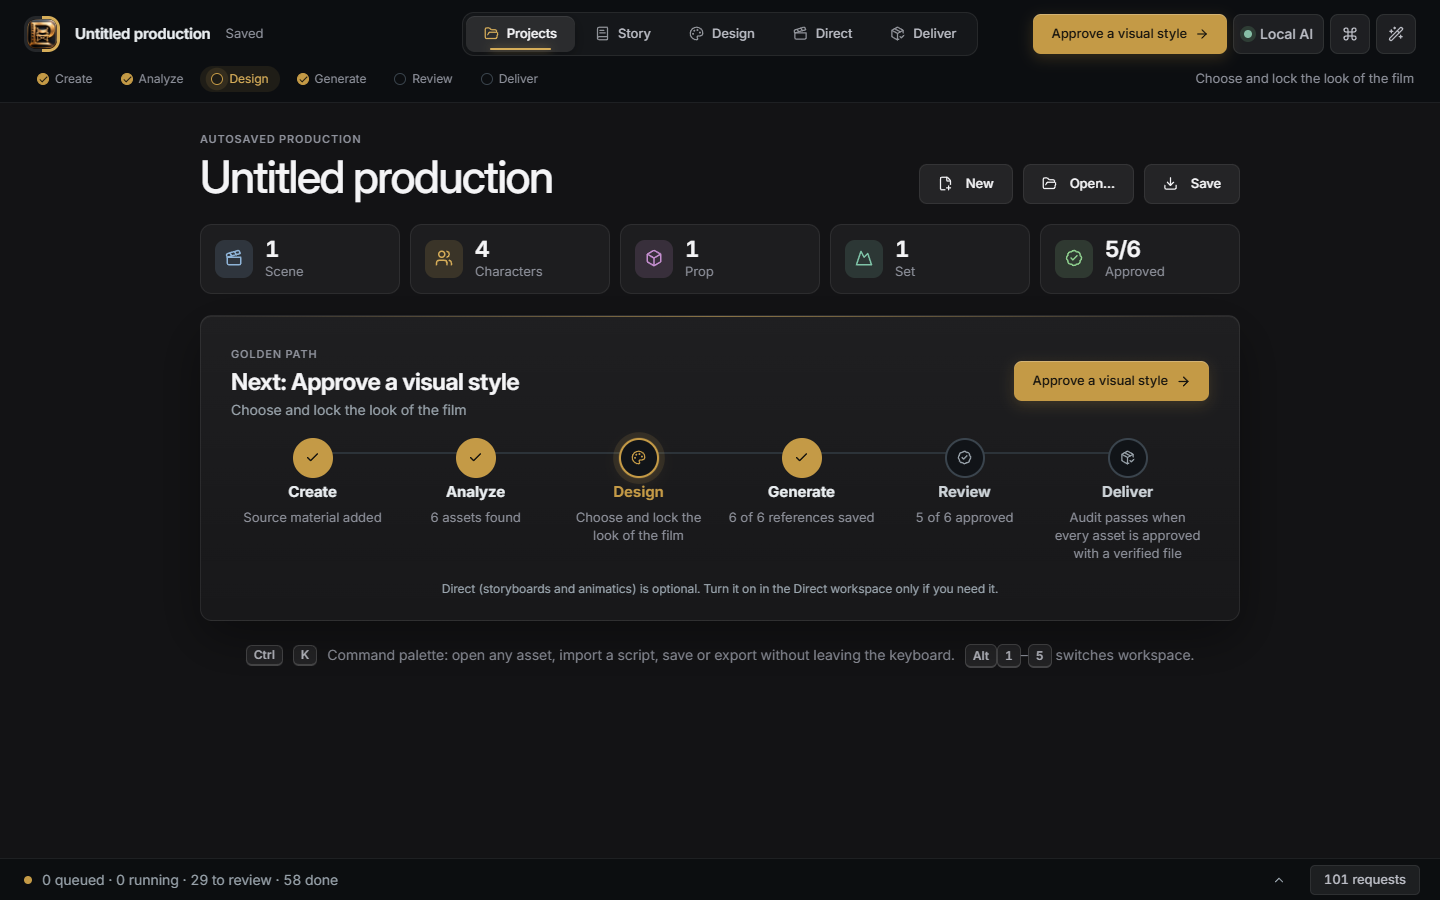 Untitled production Saved
Projects Story Design Direct Deliver
Approve a visual style
Local AI
Create Analyze Design Generate Review Deliver
Choose and lock the look of the film
AUTOSAVED PRODUCTION
Untitled production
New Open... Save
1 Scene
4 Characters
1 Prop
1 Set
5/6 Approved
GOLDEN PATH
Next: Approve a visual style
Choose and lock the look of the film
Approve a visual style
Create
Source material added
Analyze
6 assets found
Design
Choose and lock the
look of the film
Generate
6 of 6 references saved
Review
5 of 6 approved
Deliver
Audit passes when
every asset is approved
with a verified file
Direct (storyboards and animatics) is optional. Turn it on in the Direct workspace only if you need it.
Ctrl K Command palette: open any asset, import a script, save or export without leaving the keyboard. Alt 1–5 switches workspace.
0 queued · 0 running · 29 to review · 58 done
101 requests